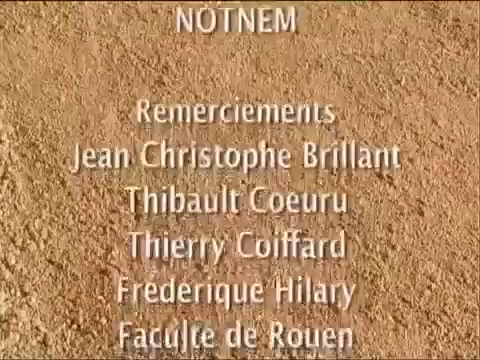 NOTNEM
Remerciements
Jean Christophe Brillant
Thibault Coeuru
Thierry Coiffard
Frederique Hilary
Faculte de Rouen